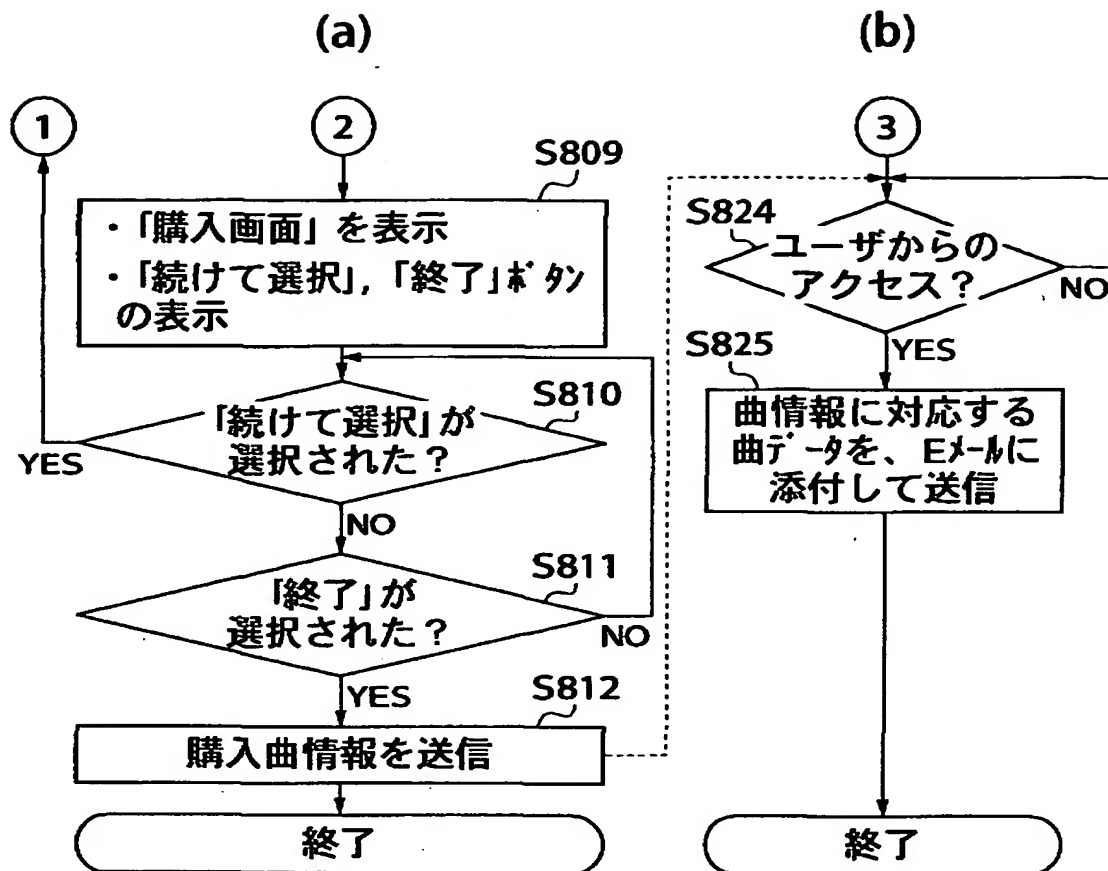 (a)
1
2
S809
・「購入画面」を表示
・「続けて選択」,「終了」ﾎﾞﾀﾝ
の表示
「続けて選択」が
選択された？
S810
YES
NO
「終了」が
選択された？
S811
NO
YES
S812
購入曲情報を送信
終了
(b)
3
S824
ユーザからの
アクセス？
NO
YES
S825
曲情報に対応する
曲ﾃﾞｰﾀを、Eﾒｰﾙに
添付して送信
終了